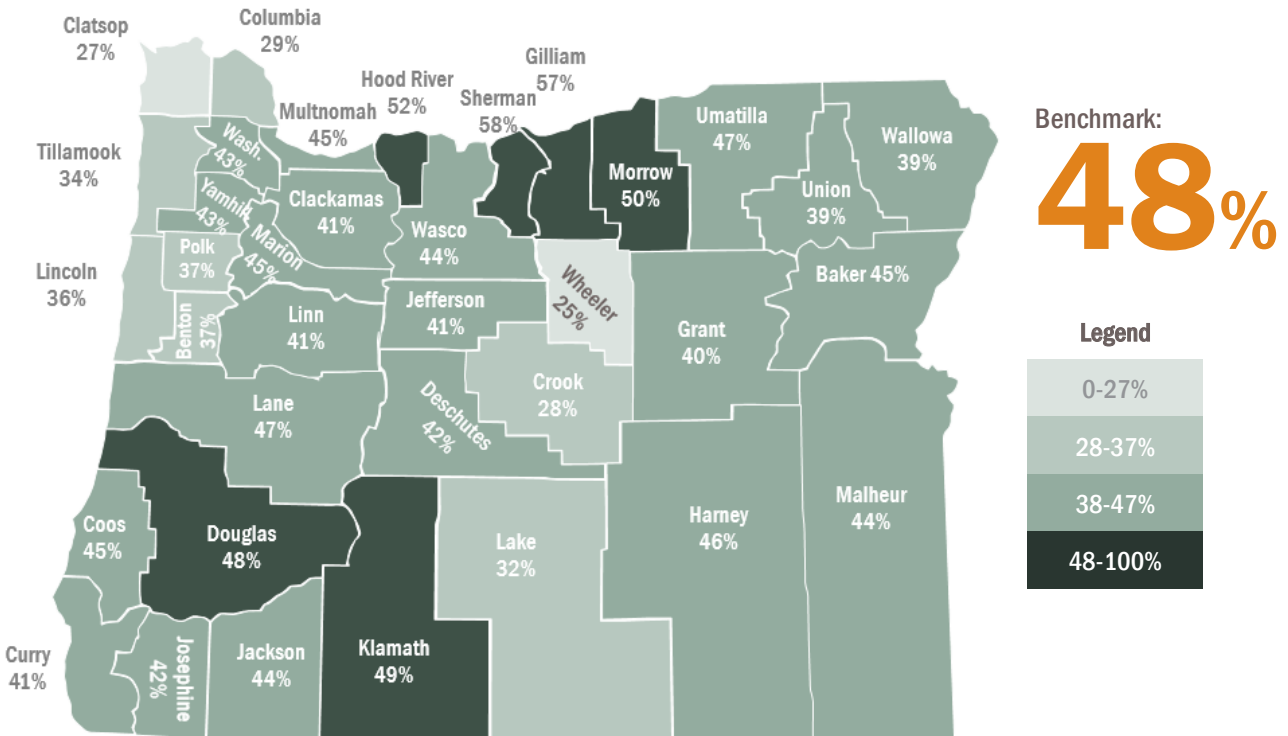 Clatsop
27%
Columbia
29%
Multnomah
45%
Hood River
52%
Sherman
58%
Gilliam
57%
Morrow
50%
Umatilla
47%
Union
39%
Wallowa
39%
Tillamook
34%
Wash.
43%
Yamhill
43%
Clackamas
41%
Marion
45%
Wasco
44%
Polk
37%
Lincoln
36%
Benton
37%
Linn
41%
Jefferson
41%
Wheeler
25%
Grant
40%
Baker 45%
Crook
28%
Deschutes
42%
Lane
47%
Coos
45%
Douglas
48%
Lake
32%
Harney
46%
Malheur
44%
Curry
41%
Josephine
42%
Jackson
44%
Klamath
49%
Benchmark:
48%
Legend
0-27%
28-37%
38-47%
48-100%